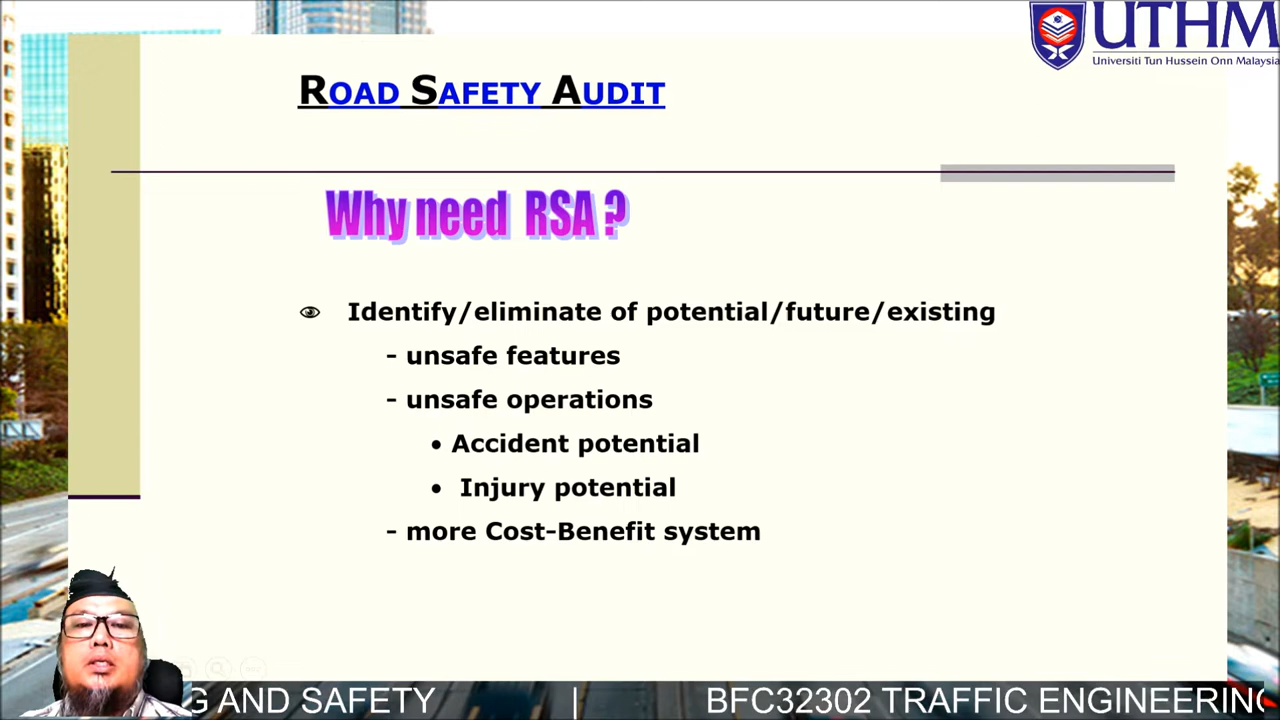 UTHM
Universiti Tun Hussein Onn Malaysia
ROAD SAFETY AUDIT
Why need RSA ?
Identify/eliminate of potential/future/existing
- unsafe features
- unsafe operations
• Accident potential
• Injury potential
- more Cost-Benefit system
G AND SAFETY | BFC32302 TRAFFIC ENGINEERING